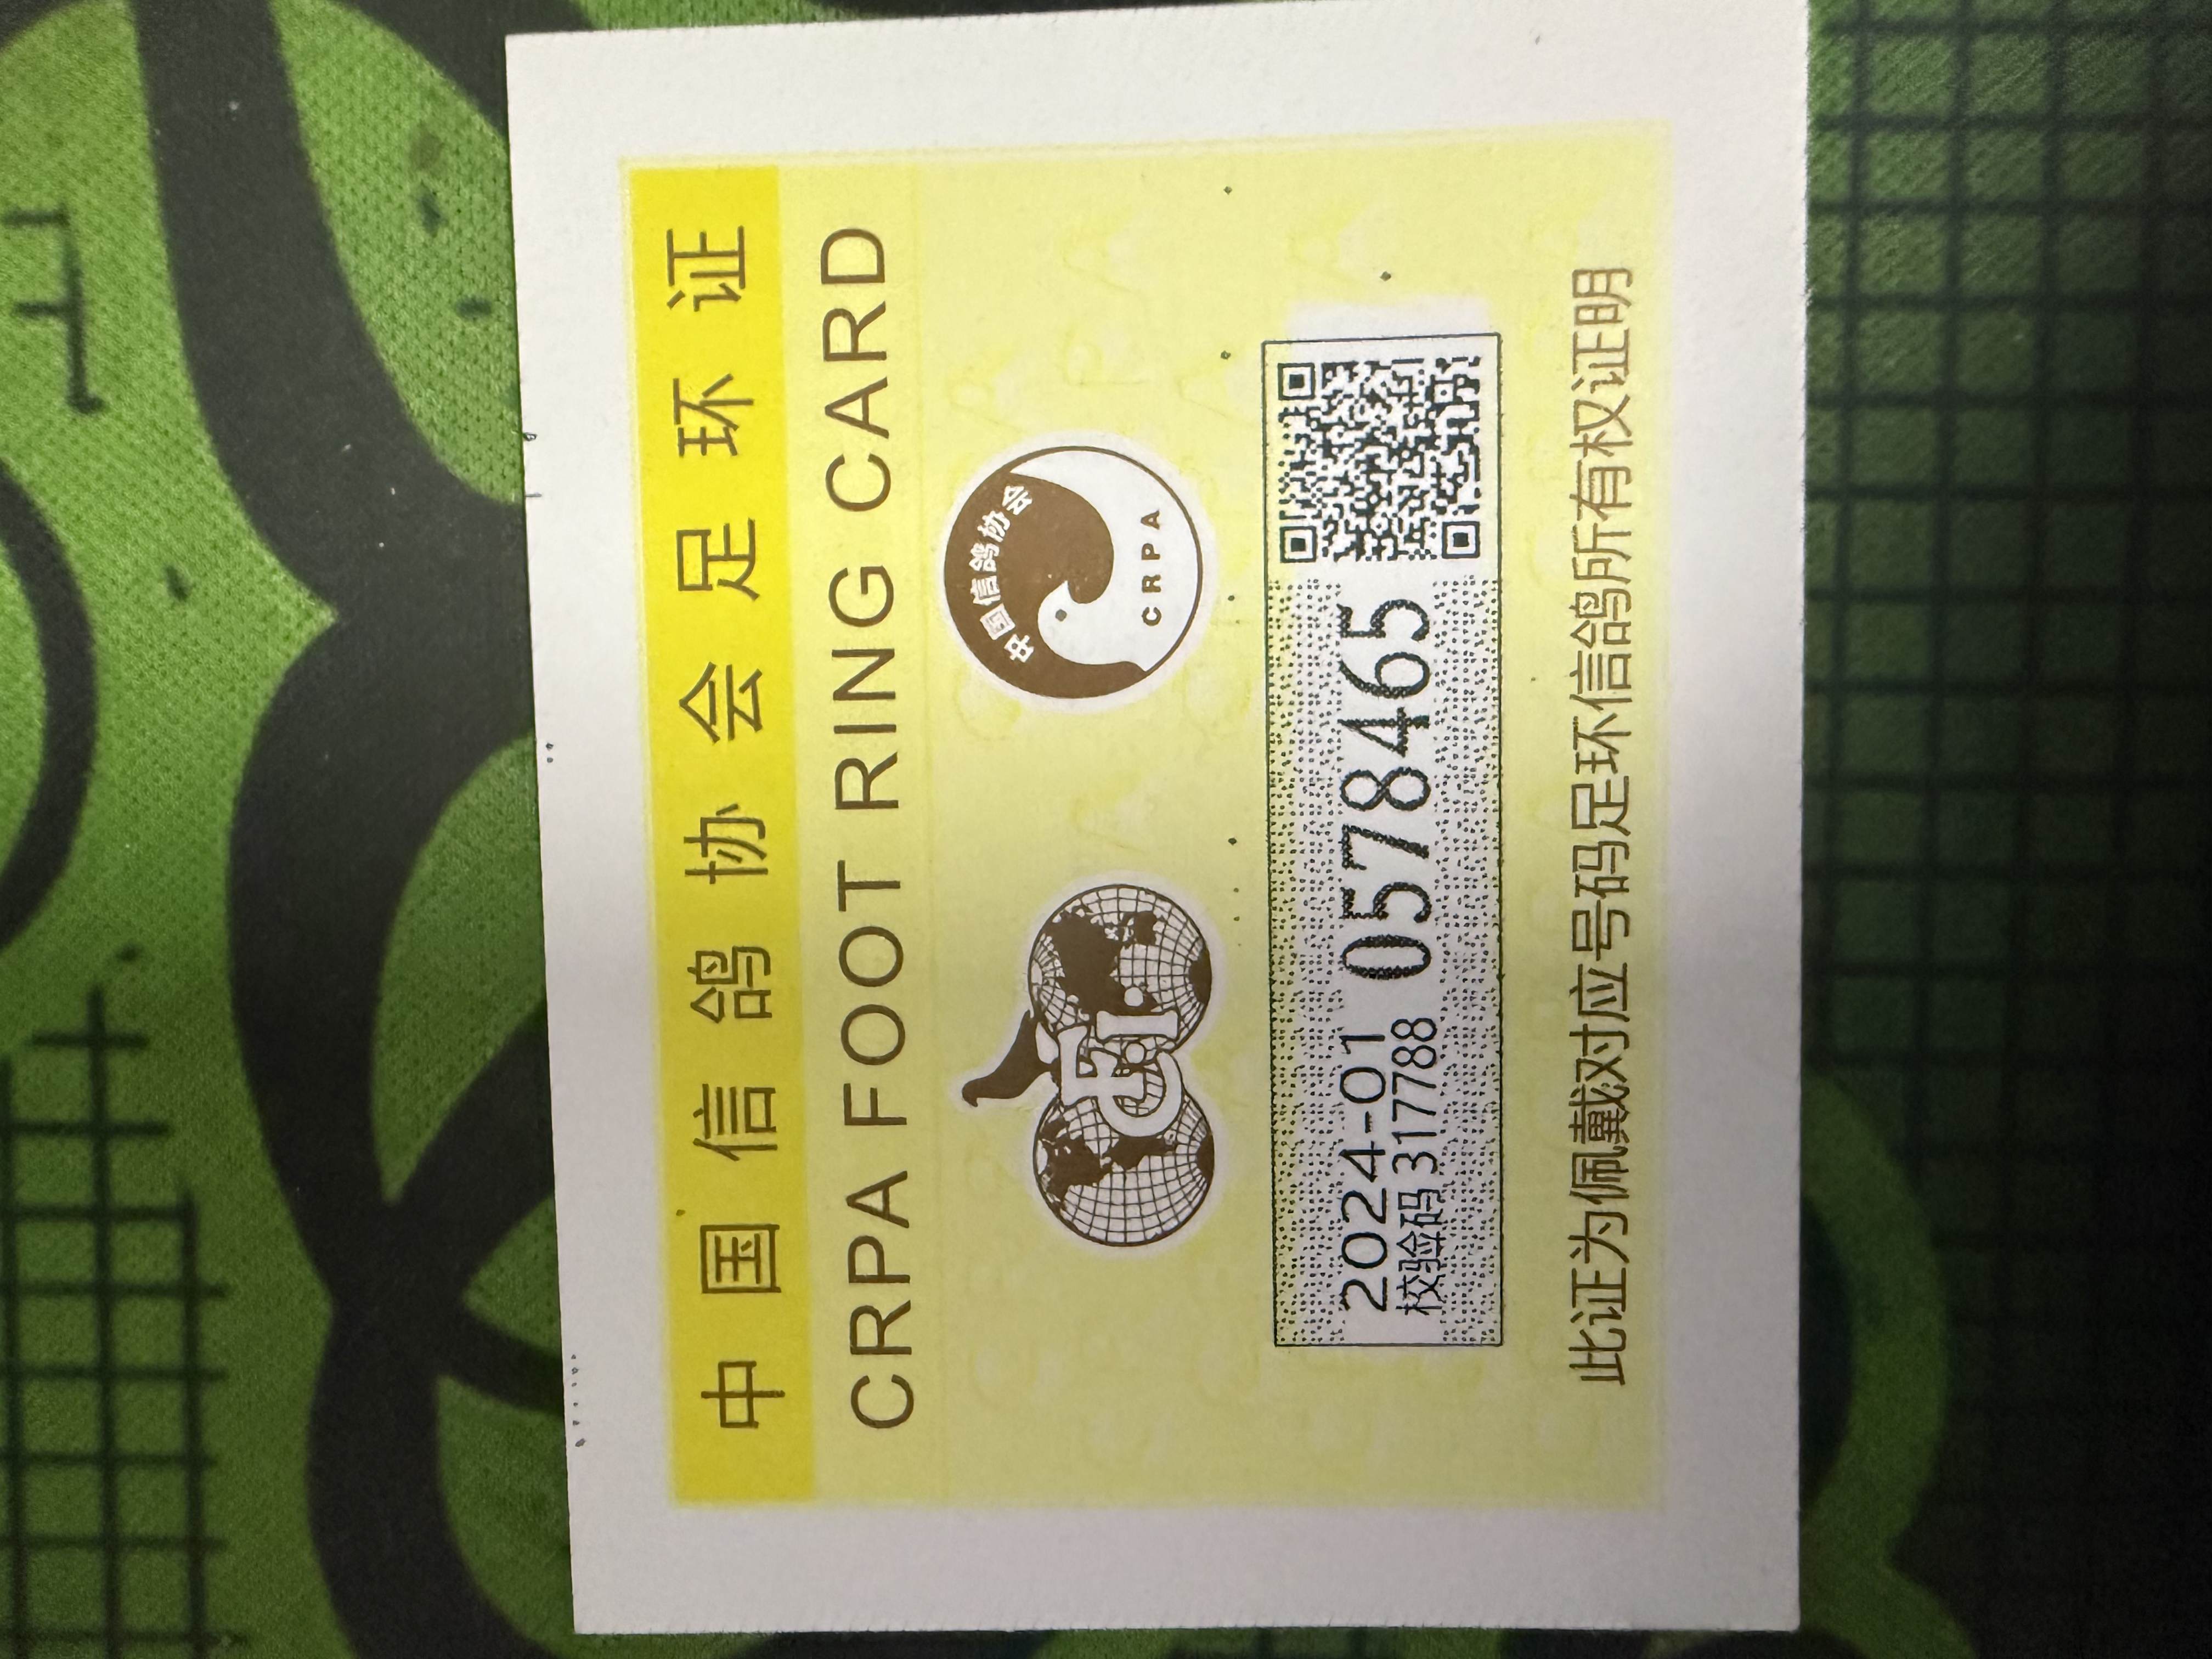 中国信鸽协会足环证
CRPA FOOT RING CARD
FCI
中国信鸽协会
CRPA
2024-01 0578465
校验码 317788
此证为佩戴对应号码足环信鸽所有权证明